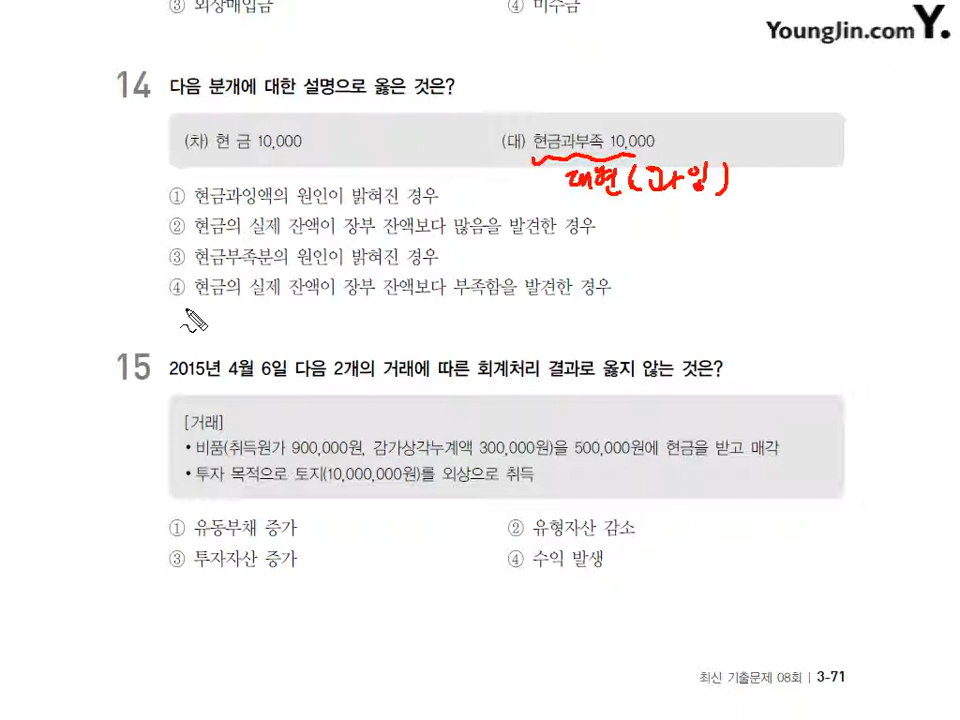 ③ 외상매입금 ④ 미수금
YoungJin.com Y.
14 다음 분개에 대한 설명으로 옳은 것은?
(차) 현 금 10,000 (대) 현금과부족 10,000
대변(과잉)
① 현금과잉액의 원인이 밝혀진 경우
② 현금의 실제 잔액이 장부 잔액보다 많음을 발견한 경우
③ 현금부족분의 원인이 밝혀진 경우
④ 현금의 실제 잔액이 장부 잔액보다 부족함을 발견한 경우
15 2015년 4월 6일 다음 2개의 거래에 따른 회계처리 결과로 옳지 않는 것은?
[거래]
• 비품(취득원가 900,000원, 감가상각누계액 300,000원)을 500,000원에 현금을 받고 매각
• 투자 목적으로 토지(10,000,000원)를 외상으로 취득
① 유동부채 증가 ② 유형자산 감소
③ 투자자산 증가 ④ 수익 발생
최신 기출문제 08회 | 3-71